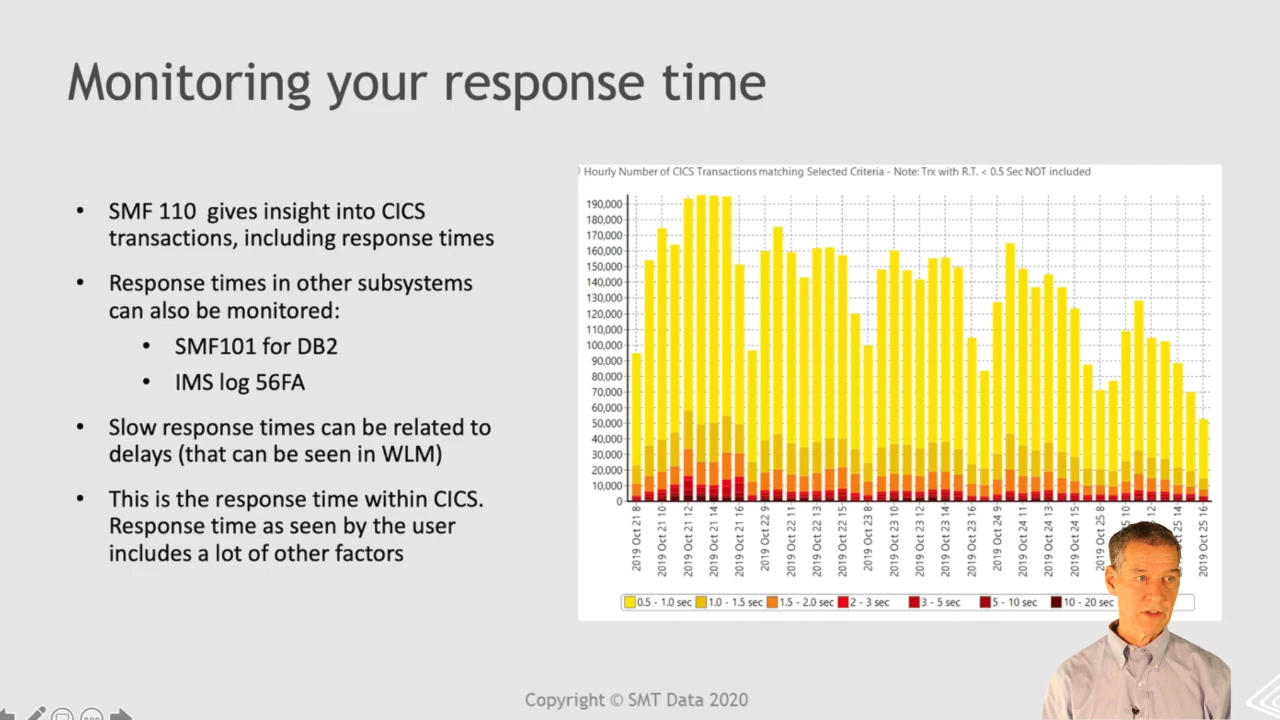 Monitoring your response time
• SMF 110 gives insight into CICS
transactions, including response times
• Response times in other subsystems
can also be monitored:
• SMF101 for DB2
• IMS log 56FA
• Slow response times can be related to
delays (that can be seen in WLM)
• This is the response time within CICS.
Response time as seen by the user
includes a lot of other factors
) Hourly Number of CICS Transactions matching Selected Criteria - Note: Trx with R.T. < 0.5 Sec NOT included
190,000
180,000
170,000
160,000
150,000
140,000
130,000
120,000
110,000
100,000
90,000
80,000
70,000
60,000
50,000
40,000
30,000
20,000
10,000
0
2019 Oct 21 8
2019 Oct 21 10
2019 Oct 21 12
2019 Oct 21 14
2019 Oct 21 16
2019 Oct 22 9
2019 Oct 22 11
2019 Oct 22 13
2019 Oct 22 15
2019 Oct 23 8
2019 Oct 23 10
2019 Oct 23 12
2019 Oct 23 14
2019 Oct 23 16
2019 Oct 24 9
2019 Oct 24 11
2019 Oct 24 13
2019 Oct 24 15
2019 Oct 25 8
10
12
25 14
2019 Oct 25 16
0.5 - 1.0 sec 1.0 - 1.5 sec 1.5 - 2.0 sec 2 - 3 sec 3 - 5 sec 5 - 10 sec 10 - 20 sec
Copyright © SMT Data 2020